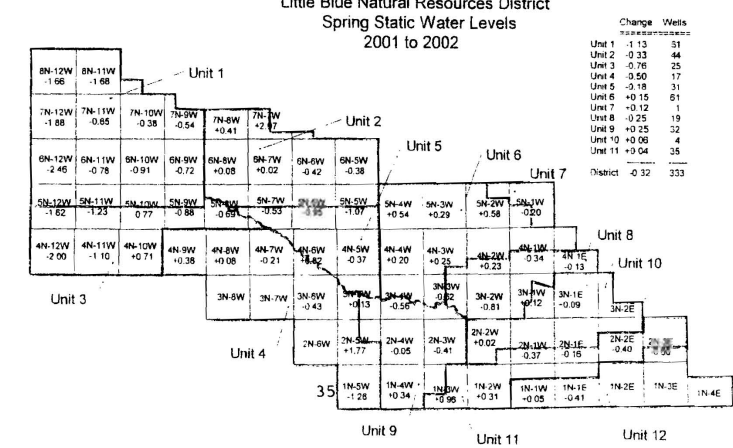 Little Blue Natural Resources District
Spring Static Water Levels
2001 to 2002
Change Wells
Unit 1 -1 13 51
Unit 2 -0 33 44
Unit 3 -0.76 25
Unit 4 -0.50 17
Unit 5 -0.18 31
Unit 6 +0 15 61
Unit 7 +0.12 1
Unit 8 -0.25 19
Unit 9 +0 25 32
Unit 10 +0 06 4
Unit 11 +0.04 35
District -0 32 333
Unit 1
Unit 2
Unit 5
Unit 6
Unit 7
Unit 8
Unit 10
8N-12W 8N-11W
-1 66 -1 68
7N-12W 7N-11W 7N-10W 7N-9W 7N-8W
-1 88 -0.65 -0 38 -0.54 +0.41
6N-12W 6N-11W 6N-10W 6N-9W 6N-8W 6N-7W 6N-6W 6N-5W
-2 46 -0 78 -0 91 -0.72 +0.08 +0.02 -0 42 -0.38
5N-12W 5N-11W 5N-10W 5N-9W 5N-7W 5N-5W 5N-4W 5N-3W 5N-2W 5N-1W
-1.62 -1.23 0 77 -0 88 -0.69 -0.53 -1.07 +0 54 +0.29 +0.58 -0.20
4N-12W 4N-11W 4N-10W 4N-9W 4N-8W 4N-7W 4N-6W 4N-5W 4N-4W 4N-3W 4N-2W 4N-1W 4N 1E
-2 00 -1 10 +0.71 +0.38 +0 08 -0.21 -0.37 +0 20 +0.25 +0.23 -0.34 -0.13
3N-8W 3N-7W 3N-6W 3N-4W 3N-2W 3N-1W 3N-1E 3N-2E
-0 43 +0.13 -0.56 -0.81 +0.12 -0.09
2N-6W 2N-5W 2N-4W 2N-3W 2N-2W 2N-1W 2N-1E 2N-2E
+1.77 -0 05 -0.41 +0 02 -0.37 -0 16 -0 40
1N-5W 1N-4W 1N-3W 1N-2W 1N-1W 1N-1E 1N-2E 1N-3E 1N-4E
-1 28 +0 34 +0 96 +0 31 +0 05 -0.41
Unit 3
Unit 4
35
Unit 9
Unit 11
Unit 12